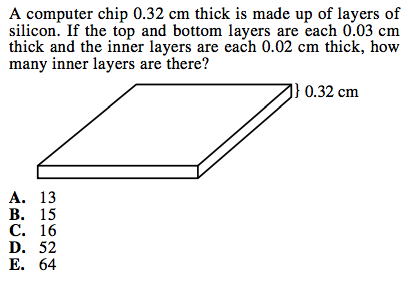 A computer chip 0.32 cm thick is made up of layers of
silicon. If the top and bottom layers are each 0.03 cm
thick and the inner layers are each 0.02 cm thick, how
many inner layers are there?
} 0.32 cm
A. 13
B. 15
C. 16
D. 52
E. 64